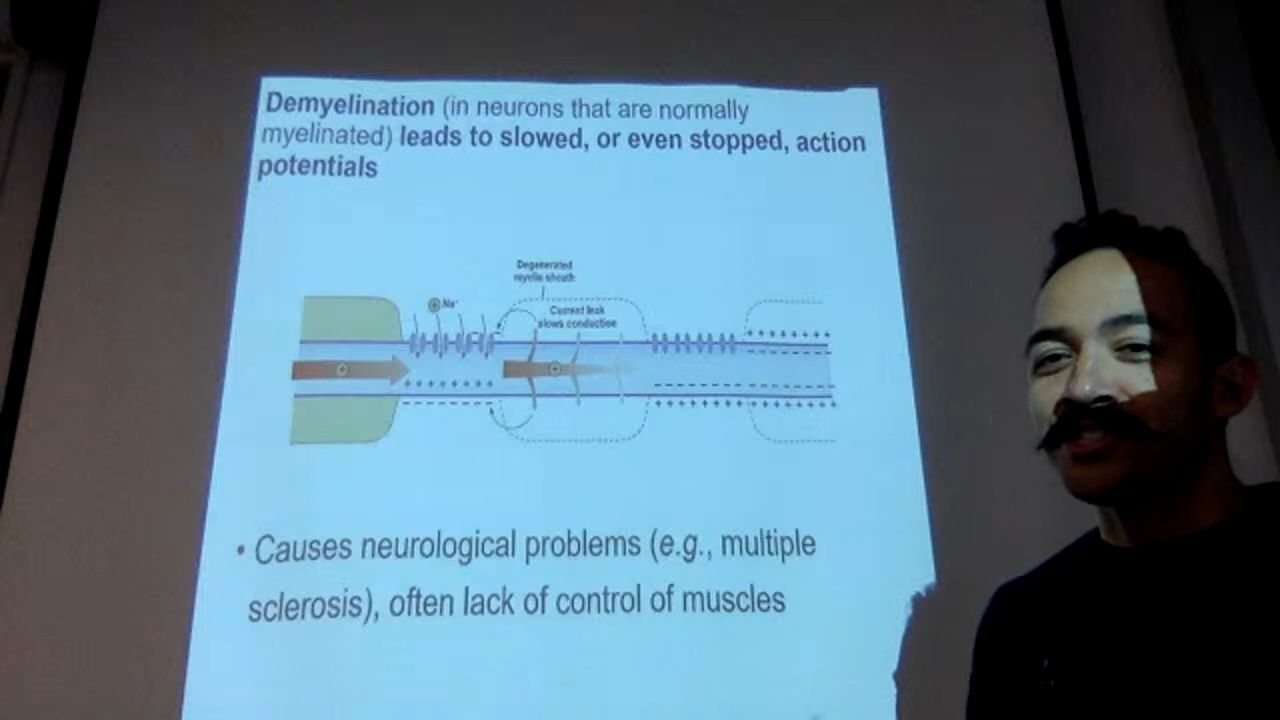 Demyelination (in neurons that are normally
myelinated) leads to slowed, or even stopped, action
potentials
Degenerated
myelin sheath
Na+
Current leak
slows conduction
• Causes neurological problems (e.g., multiple
sclerosis), often lack of control of muscles